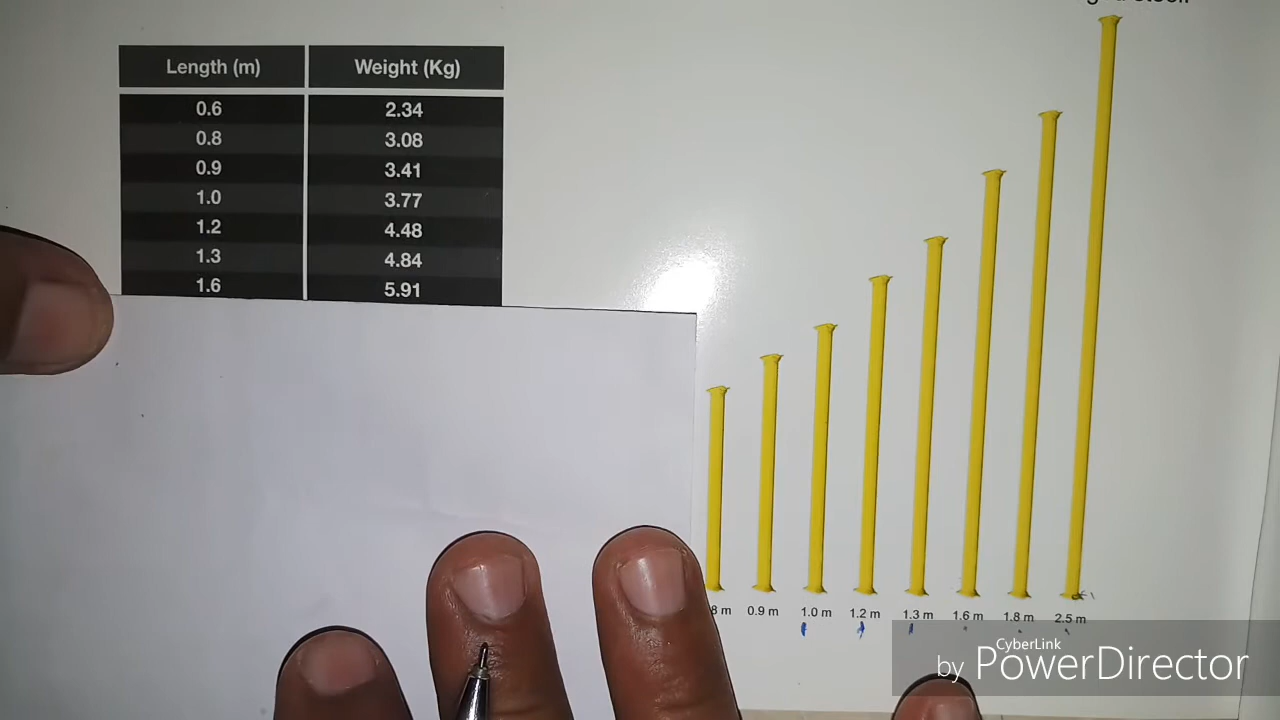 Length (m) Weight (Kg)
0.6 2.34
0.8 3.08
0.9 3.41
1.0 3.77
1.2 4.48
1.3 4.84
1.6 5.91
8 m 0.9 m 1.0 m 1.2 m 1.3 m 1.6 m 1.8 m 2.5 m
CyberLink
by PowerDirector